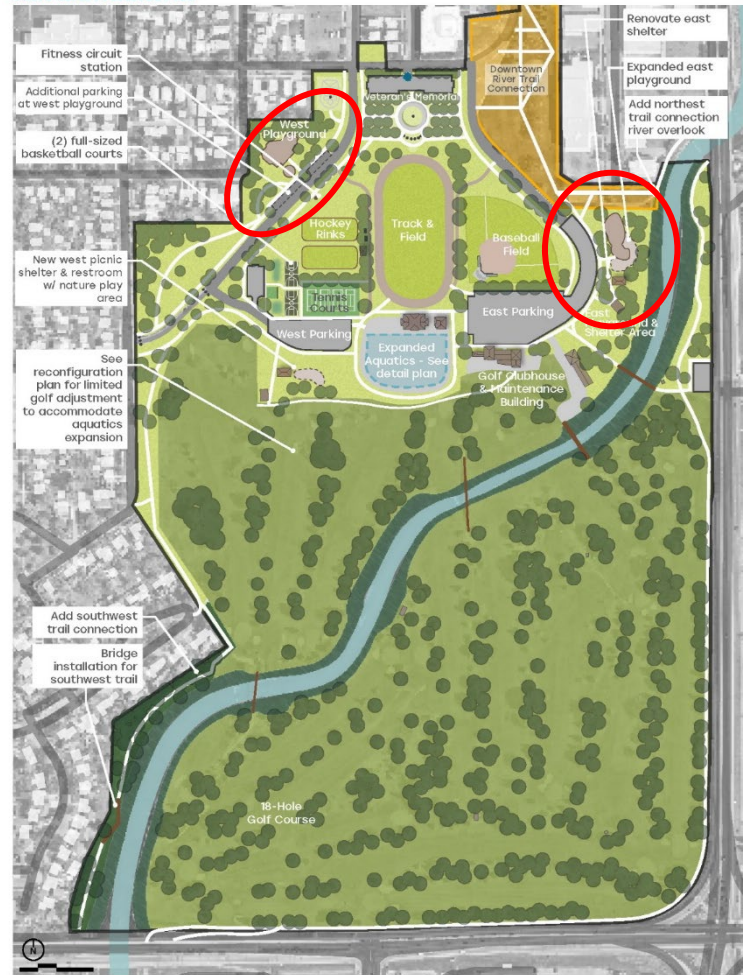 Fitness circuit
station
Additional parking
at west playground
(2) full-sized
basketball courts
New west picnic
shelter & restroom
w/ nature play
area
See
reconfiguration
plan for limited
golf adjustment
to accommodate
aquatics
expansion
Add southwest
trail connection
Bridge
installation for
southwest trail
Renovate east
shelter
Expanded east
playground
Add northest
trail connection
river overlook
Downtown
River Trail
Connection
Veteran's Memorial
West
Playground
Hockey
Rinks
Track &
Field
Baseball
Field
Tennis
Courts
West Parking
East Parking
Expanded
Aquatics - See
detail plan
Golf Clubhouse
& Maintenance
Building
East
&
Shelter Area
18-Hole
Golf Course
N